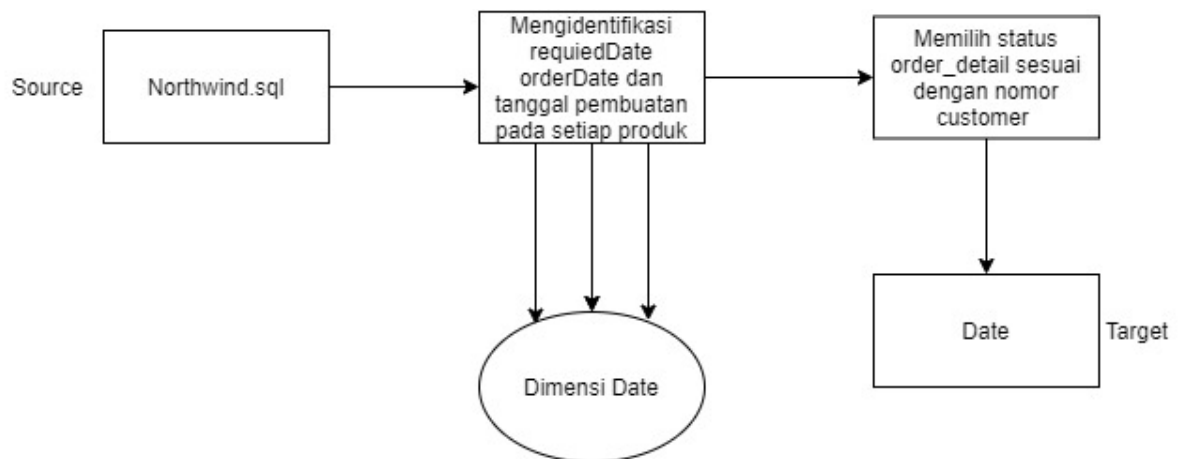 Source
Northwind.sql
Mengidentifikasi
requiedDate
orderDate dan
tanggal pembuatan
pada setiap produk
Memilih status
order_detail sesuai
dengan nomor
customer
Dimensi Date
Date
Target